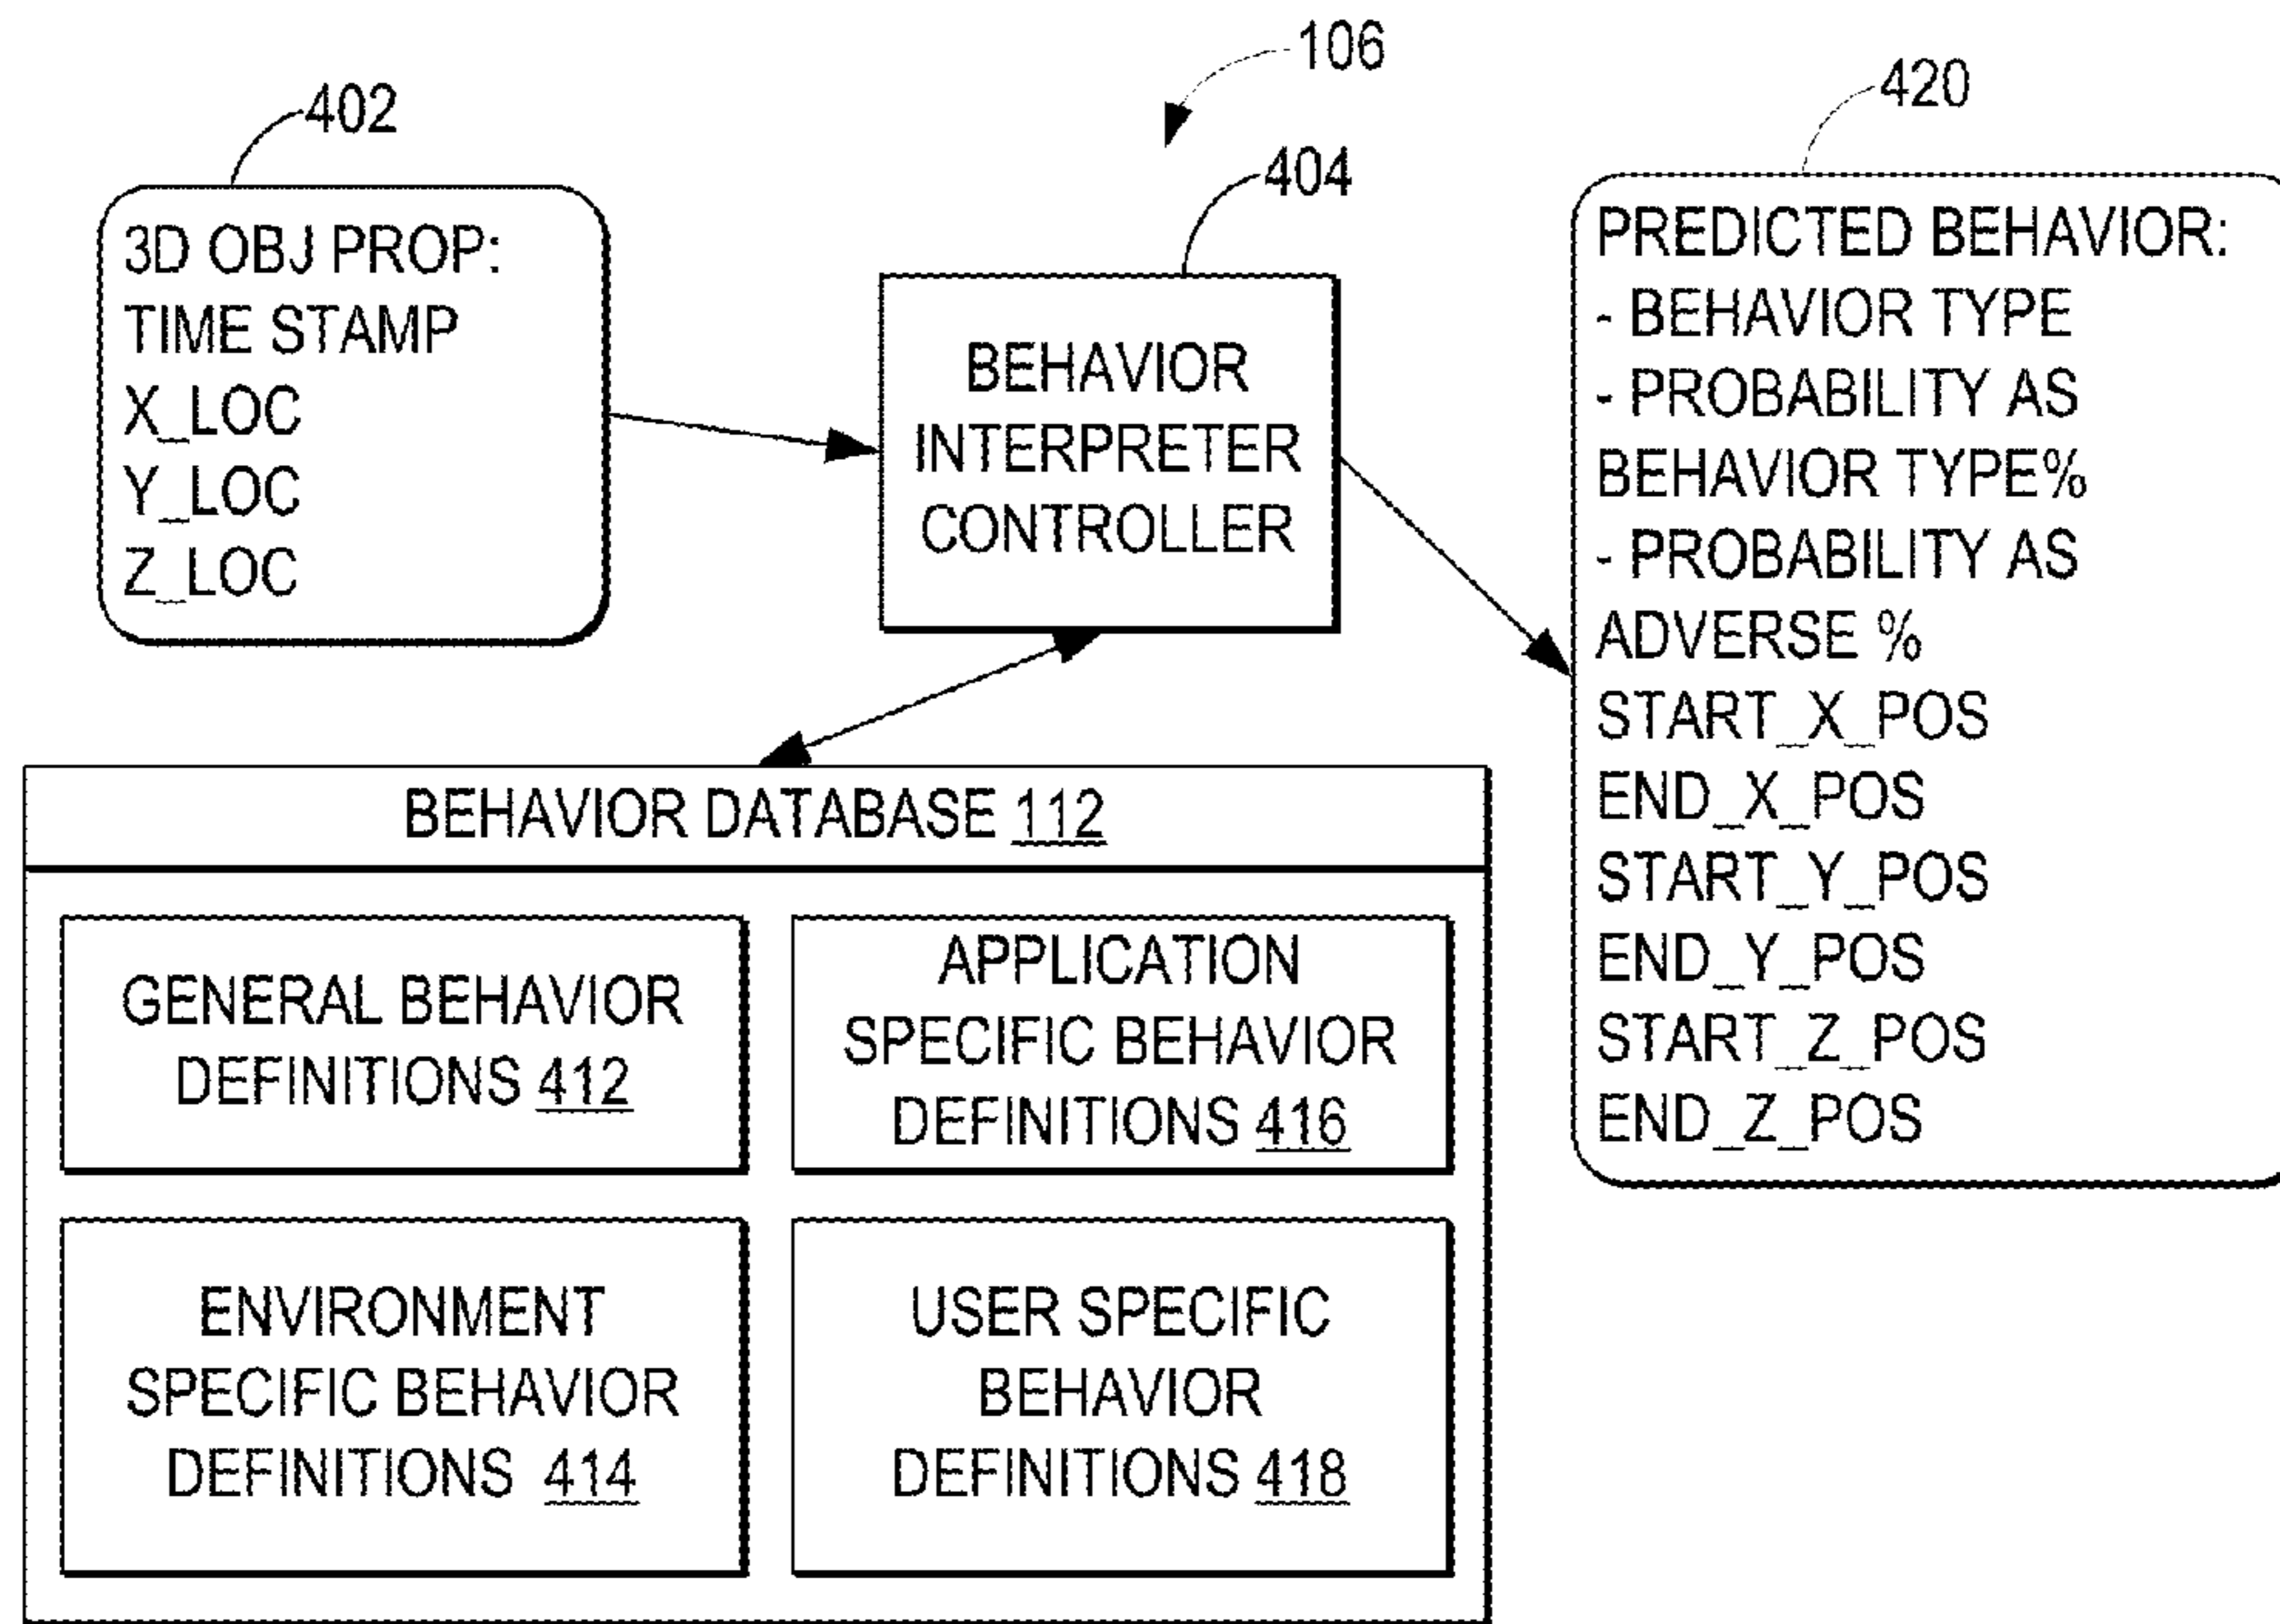 106
402
3D OBJ PROP:
TIME STAMP
X_LOC
Y_LOC
Z_LOC
404
BEHAVIOR
INTERPRETER
CONTROLLER
420
PREDICTED BEHAVIOR:
- BEHAVIOR TYPE
- PROBABILITY AS
BEHAVIOR TYPE%
- PROBABILITY AS
ADVERSE %
START_X_POS
END_X_POS
START_Y_POS
END_Y_POS
START_Z_POS
END_Z_POS
BEHAVIOR DATABASE 112
GENERAL BEHAVIOR
DEFINITIONS 412
APPLICATION
SPECIFIC BEHAVIOR
DEFINITIONS 416
ENVIRONMENT
SPECIFIC BEHAVIOR
DEFINITIONS 414
USER SPECIFIC
BEHAVIOR
DEFINITIONS 418